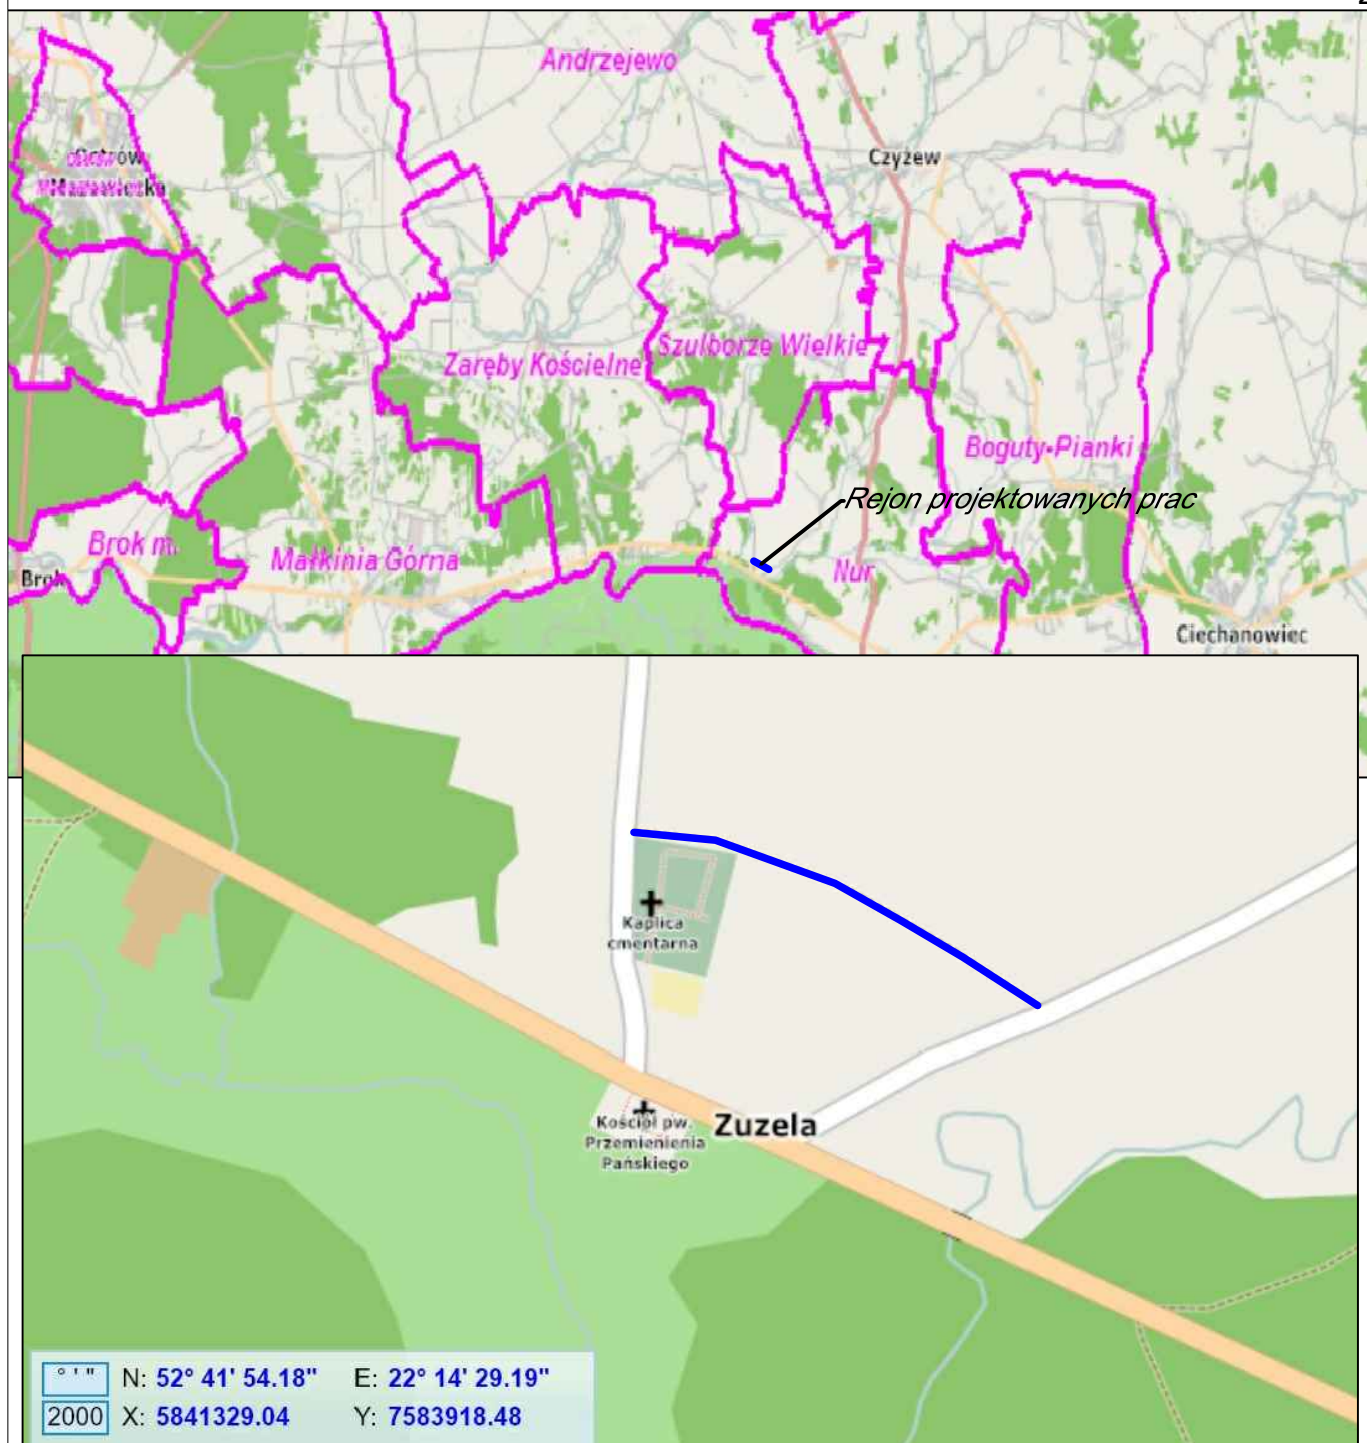 Andrzejewo
Czyżew
Ostrów
Mazowiecka
Szulborze Wielkie
Zaręby Kościelne
Boguty-Pianki
Rejon projektowanych prac
Brok m.
Małkinia Górna
Nur
Brok
Ciechanowiec
Kaplica
cmentarna
Kościół pw.
Przemienienia
Pańskiego
Zuzela
° ' " N: 52° 41' 54.18" E: 22° 14' 29.19"
2000 X: 5841329.04 Y: 7583918.48